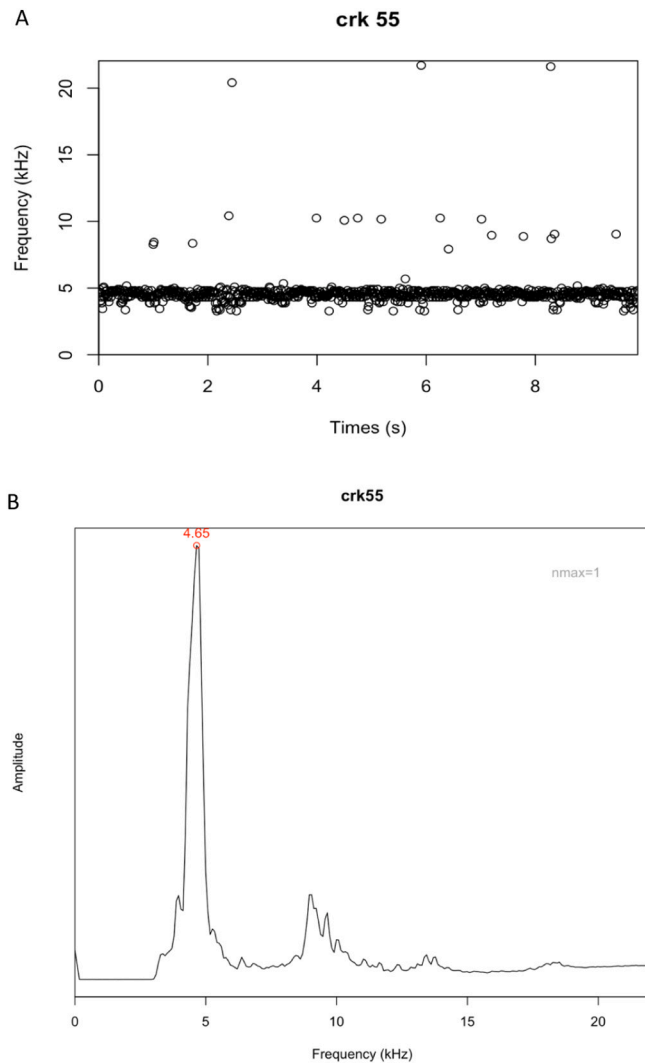 A
crk 55
Frequency (kHz)
20
15
10
5
0
0 2 4 6 8
Times (s)
B
crk55
4.65
nmax=1
Amplitude
0 5 10 15 20
Frequency (kHz)